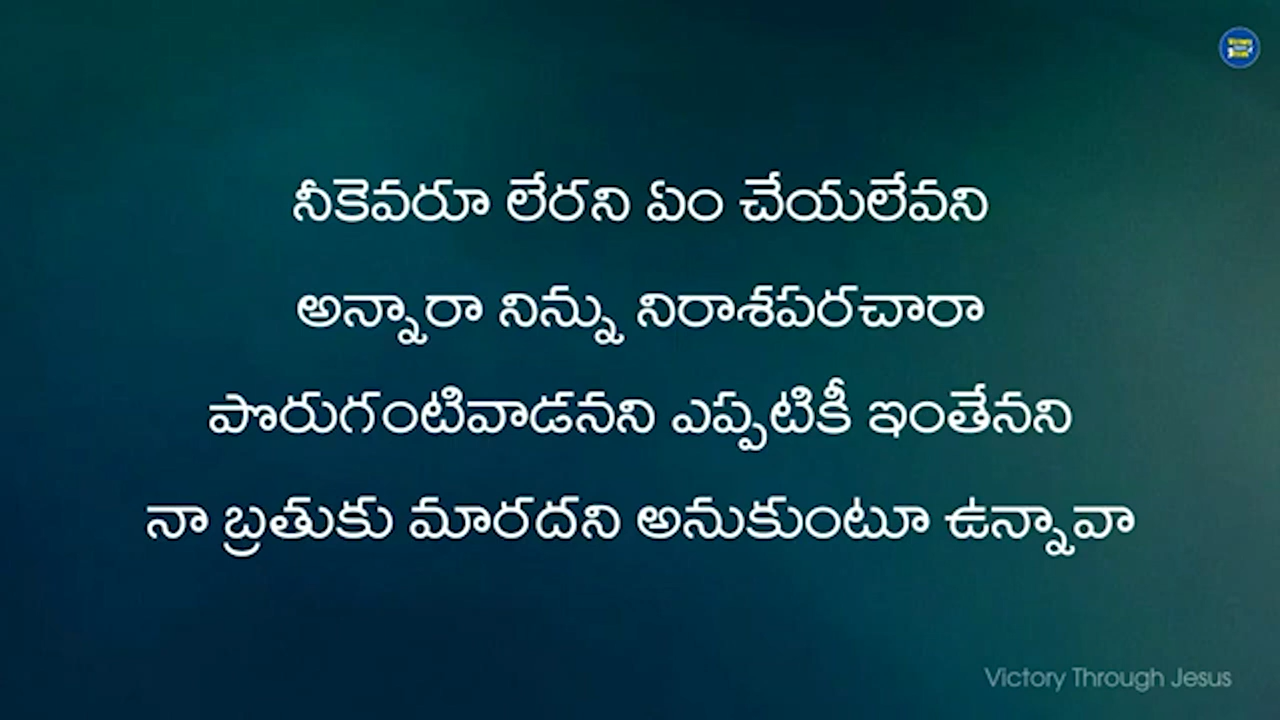 నీకెవరూ లేరని ఏం చేయలేవని
అన్నారా నిన్ను నిరాశపరచారా
పొరుగంటివాడనని ఎప్పటికీ ఇంతేనని
నా బ్రతుకు మారదని అనుకుంటూ ఉన్నావా
Victory Through Jesus